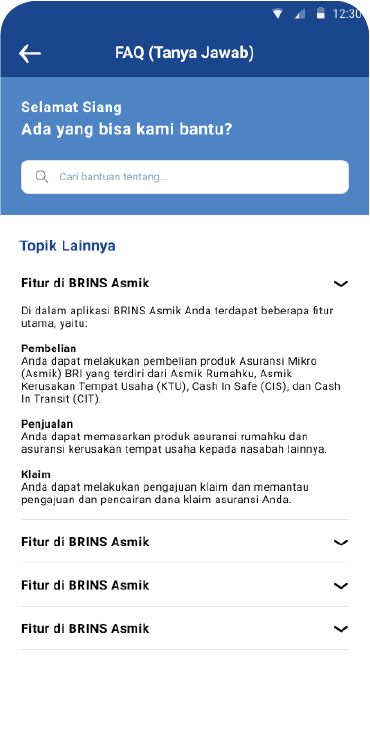 12:30
FAQ (Tanya Jawab)
Selamat Siang
Ada yang bisa kami bantu?
Cari bantuan tentang...
Topik Lainnya
Fitur di BRINS Asmik
Di dalam aplikasi BRINS Asmik Anda terdapat beberapa fitur
utama, yaitu:
Pembelian
Anda dapat melakukan pembelian produk Asuransi Mikro
(Asmik) BRI yang terdiri dari Asmik Rumahku, Asmik
Kerusakan Tempat Usaha (KTU), Cash In Safe (CIS), dan Cash
In Transit (CIT).
Penjualan
Anda dapat memasarkan produk asuransi rumahku dan
asuransi kerusakan tempat usaha kepada nasabah lainnya.
Klaim
Anda dapat melakukan pengajuan klaim dan memantau
pengajuan dan pencairan dana klaim asuransi Anda.
Fitur di BRINS Asmik
Fitur di BRINS Asmik
Fitur di BRINS Asmik